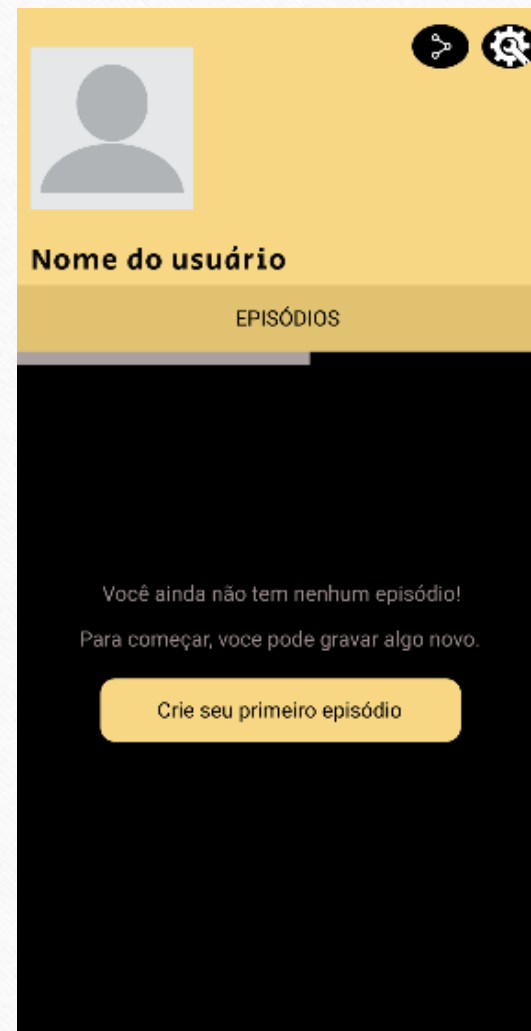 Nome do usuário
EPISÓDIOS
Você ainda não tem nenhum episódio!
Para começar, voce pode gravar algo novo.
Crie seu primeiro episódio